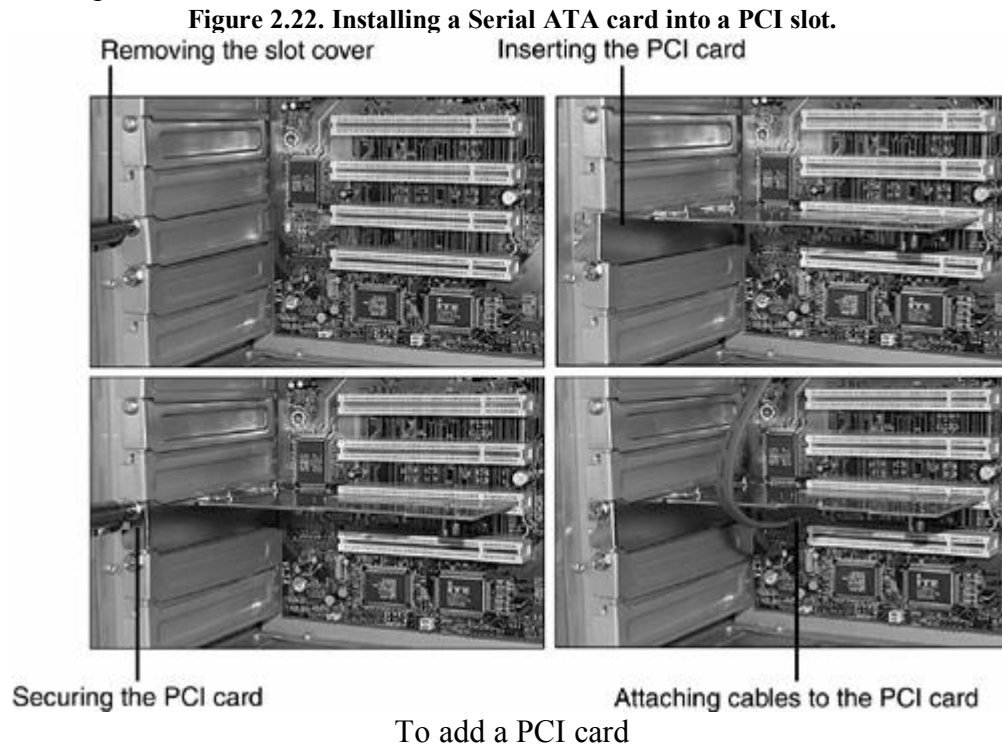 Figure 2.22. Installing a Serial ATA card into a PCI slot.
Removing the slot cover
Inserting the PCI card
Securing the PCI card
Attaching cables to the PCI card
To add a PCI card